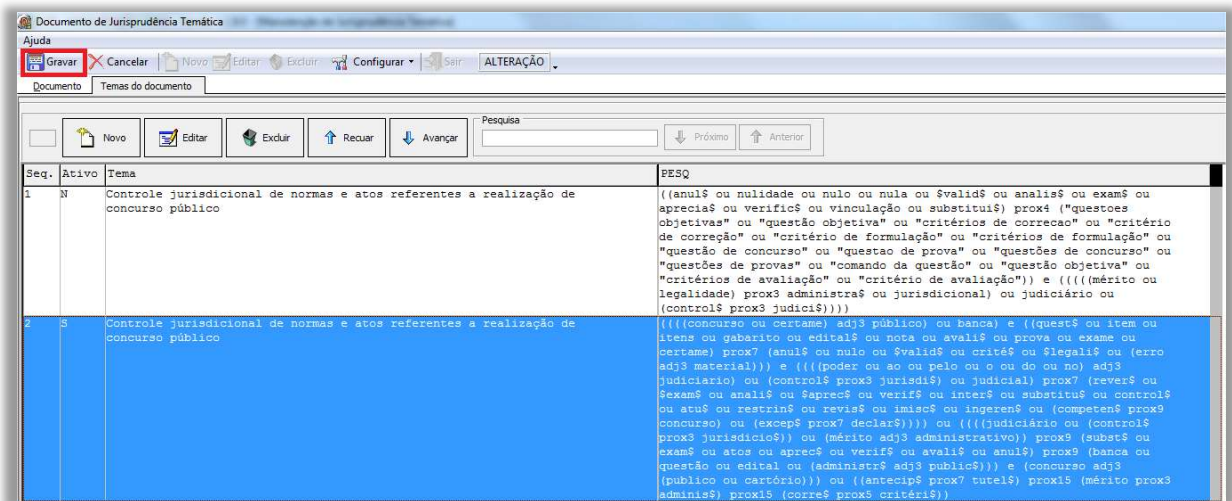 Documento de Jurisprudência Temática
Ajuda
Gravar Cancelar Novo Editar Excluir Configurar Sair ALTERAÇÃO
Documento Temas do documento
Pesquisa
Novo Editar Excluir Recuar Avançar Próximo Anterior
Seq. Ativo Tema PESQ
1 N Controle jurisdicional de normas e atos referentes a realização de ((anul$ ou nulidade ou nulo ou nula ou $valid$ ou analis$ ou exam$ ou
concurso público aprecia$ ou verific$ ou vinculação ou substitui$) prox4 ("questoes
objetivas" ou "questão objetiva" ou "critérios de correcao" ou "critério
de correção" ou "critério de formulação" ou "critérios de formulação" ou
"questão de concurso" ou "questao de prova" ou "questões de concurso" ou
"questões de provas" ou "comando da questão" ou "questão objetiva" ou
"critérios de avaliação" ou "critério de avaliação")) e (((((mérito ou
legalidade) prox3 administra$ ou jurisdicional) ou judiciário ou
(control$ prox3 judici$))))
2 S Controle jurisdicional de normas e atos referentes a realização de ((((concurso ou certame) adj3 público) ou banca) e ((quest$ ou item ou
concurso público itens ou gabarito ou edital$ ou nota ou avali$ ou prova ou exame ou
certame) prox7 (anul$ ou nulo ou $valid$ ou crité$ ou $legali$ ou (erro
adj3 material))) e ((((poder ou ao ou pelo ou o ou do ou no) adj3
judiciario) ou (control$ prox3 jurisdi$) ou judicial) prox7 (rever$ ou
$exam$ ou anali$ ou $aprec$ ou verif$ ou inter$ ou substitu$ ou control$
ou atu$ ou restrin$ ou revis$ ou imisc$ ou ingeren$ ou (competen$ prox9
concurso) ou (excep$ prox7 declar$)))) ou ((((judiciário ou (control$
prox3 jurisdicio$)) ou (mérito adj3 administrativo)) prox9 (subst$ ou
exam$ ou atos ou aprec$ ou verif$ ou avali$ ou anul$) prox9 (banca ou
questão ou edital ou (administr$ adj3 public$))) e (concurso adj3
(publico ou cartório))) ou ((antecip$ prox7 tutel$) prox15 (mérito prox3
adminis$) prox15 (corre$ prox5 critéri$))